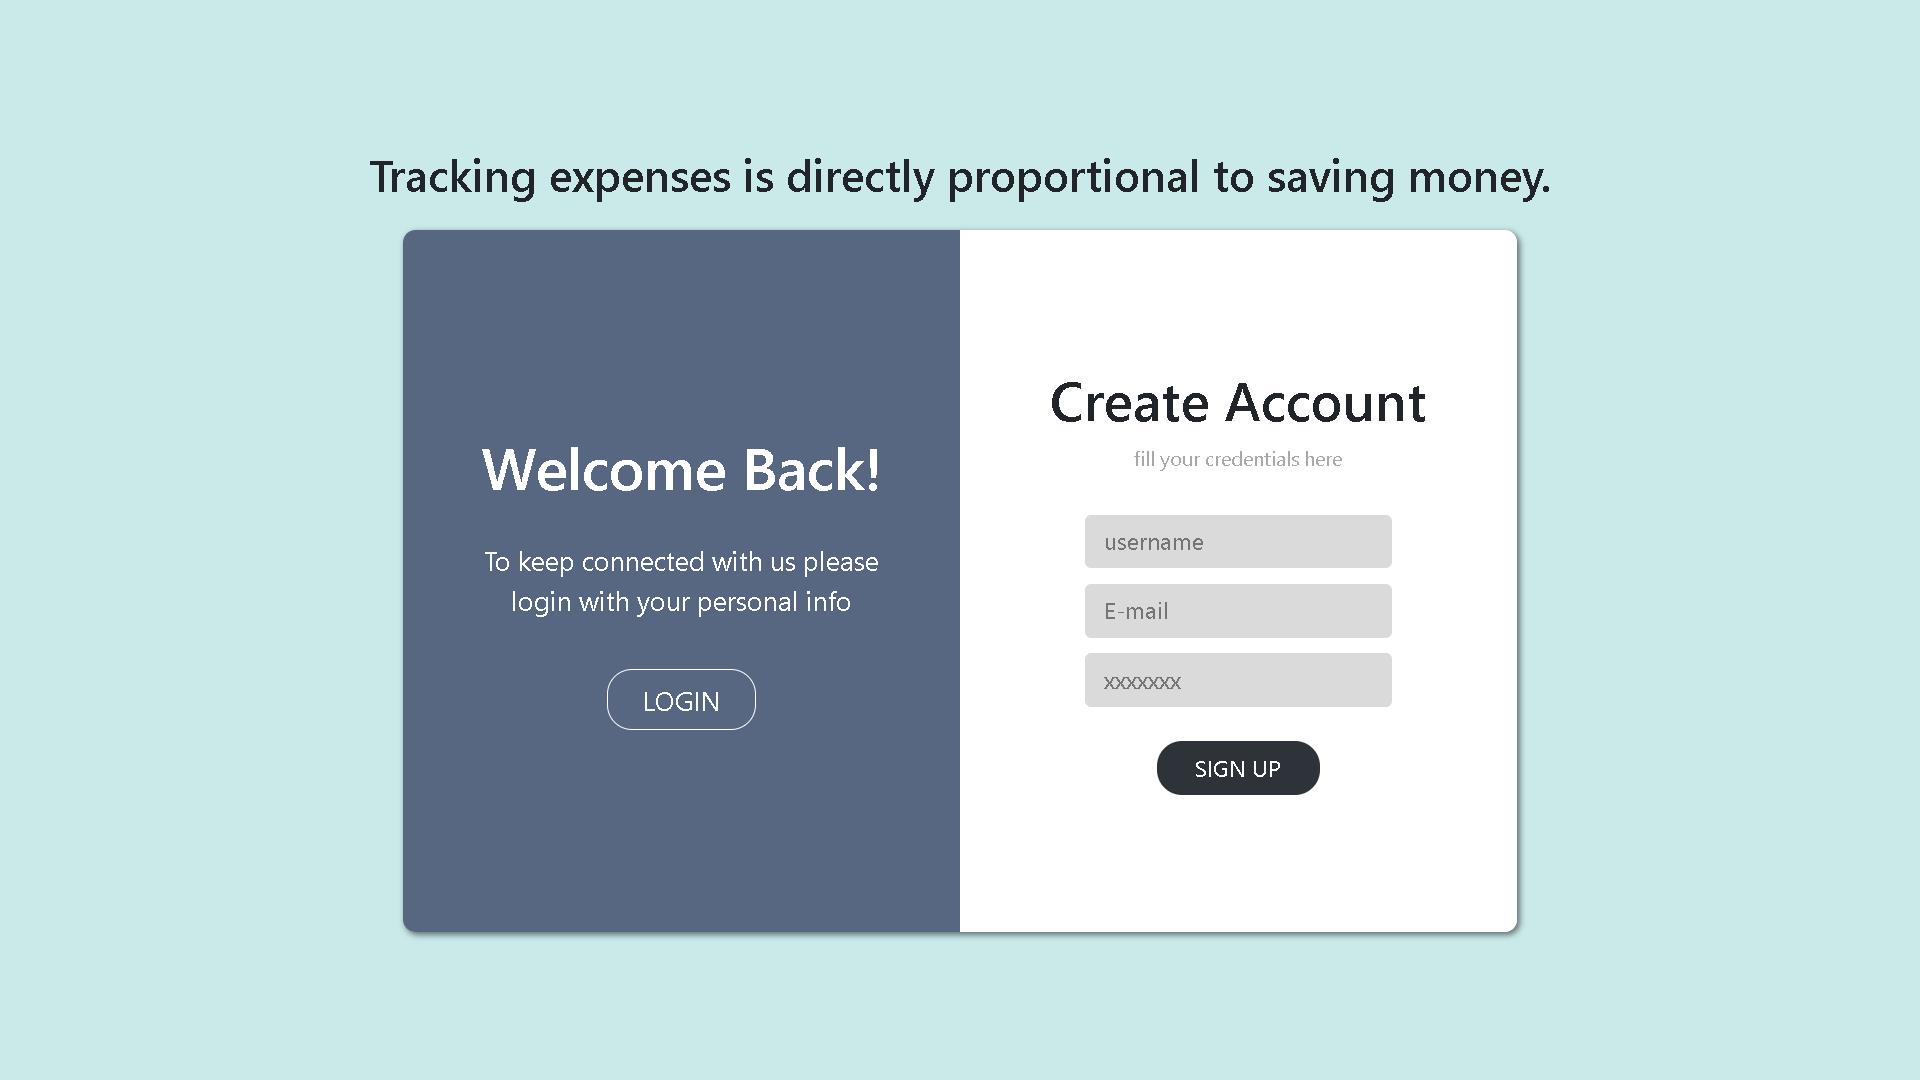 Tracking expenses is directly proportional to saving money.
Welcome Back!
To keep connected with us please
login with your personal info
LOGIN
Create Account
fill your credentials here
username
E-mail
xxxxxxx
SIGN UP